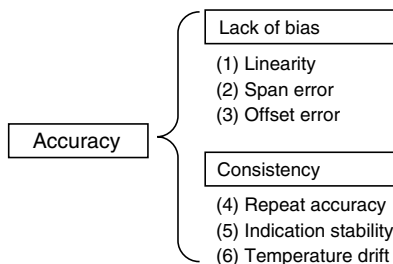 Accuracy
Lack of bias
(1) Linearity
(2) Span error
(3) Offset error
Consistency
(4) Repeat accuracy
(5) Indication stability
(6) Temperature drift